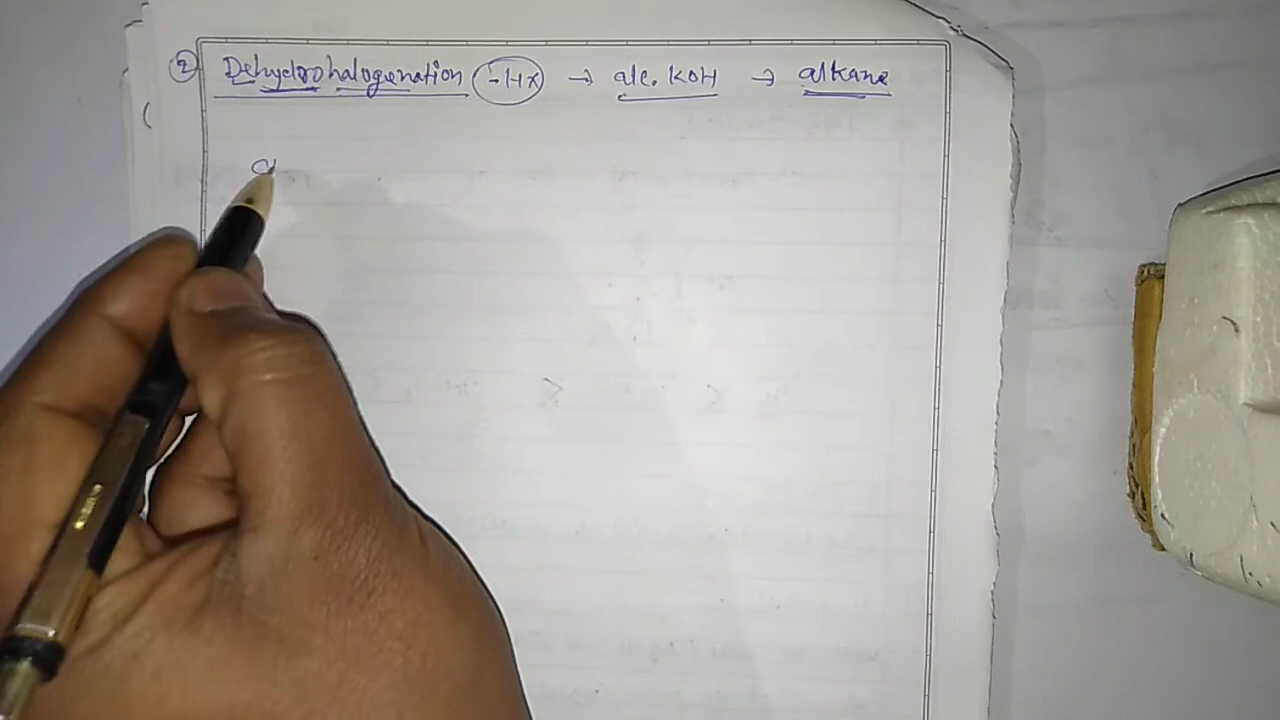 ② Dehydrohalogenation (-HX) → alc. KOH → alkane